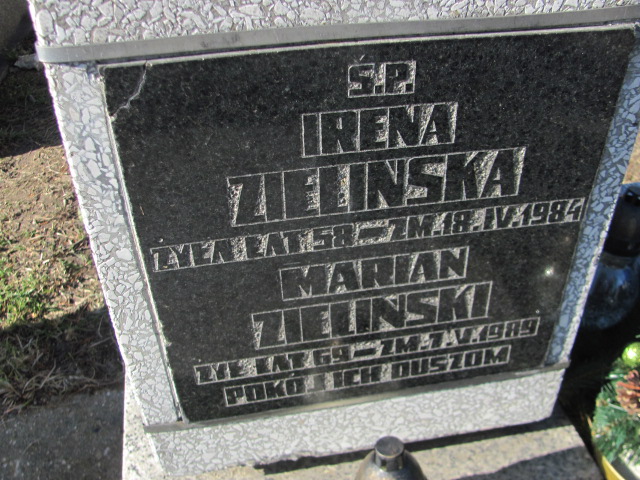 Ś.P.
IRENA
ZIELIŃSKA
ŻYŁA LAT 58 – ZM. 18.IV.1984
MARIAN
ZIELIŃSKI
ŻYŁ LAT 69 – ZM. 7.V.1989
POKÓJ ICH DUSZOM